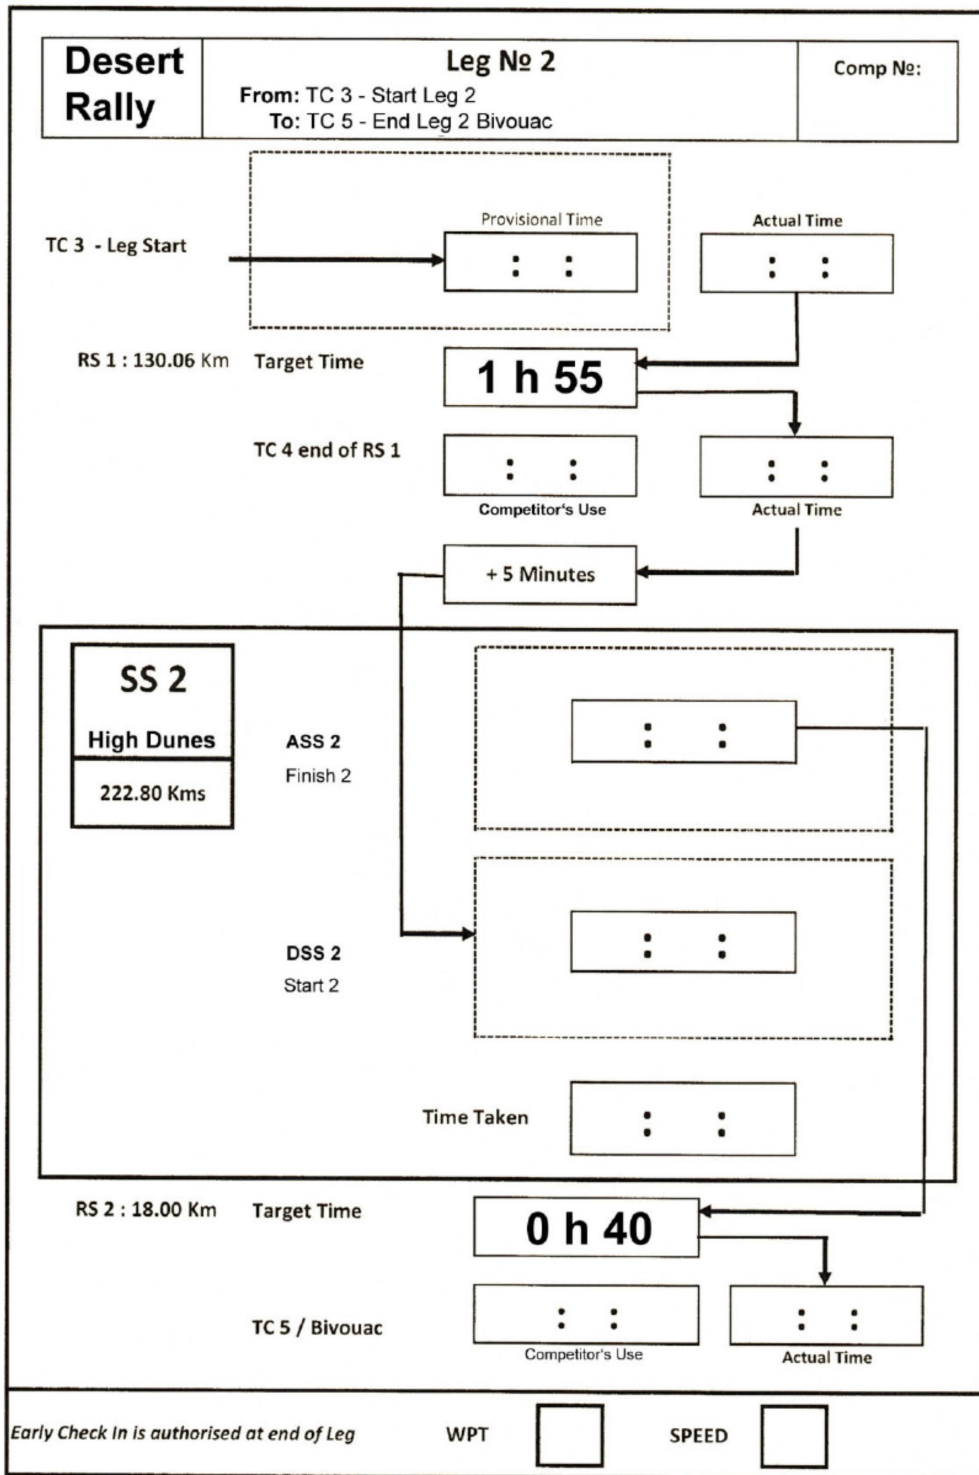 Desert
Rally
Leg № 2
From: TC 3 - Start Leg 2
To: TC 5 - End Leg 2 Bivouac
Comp №:
Provisional Time
Actual Time
TC 3 - Leg Start
: :
: :
RS 1 : 130.06 Km
Target Time
1 h 55
TC 4 end of RS 1
: :
: :
Competitor's Use
Actual Time
+ 5 Minutes
SS 2
High Dunes
222.80 Kms
ASS 2
Finish 2
: :
DSS 2
Start 2
: :
Time Taken
: :
RS 2 : 18.00 Km
Target Time
0 h 40
TC 5 / Bivouac
: :
: :
Competitor's Use
Actual Time
Early Check In is authorised at end of Leg
WPT
SPEED